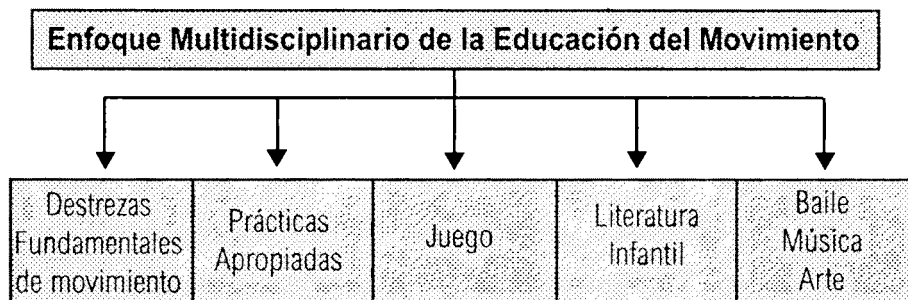 Enfoque Multidisciplinario de la Educación del Movimiento
Destrezas
Fundamentales
de movimiento
Prácticas
Apropiadas
Juego
Literatura
Infantil
Baile
Música
Arte